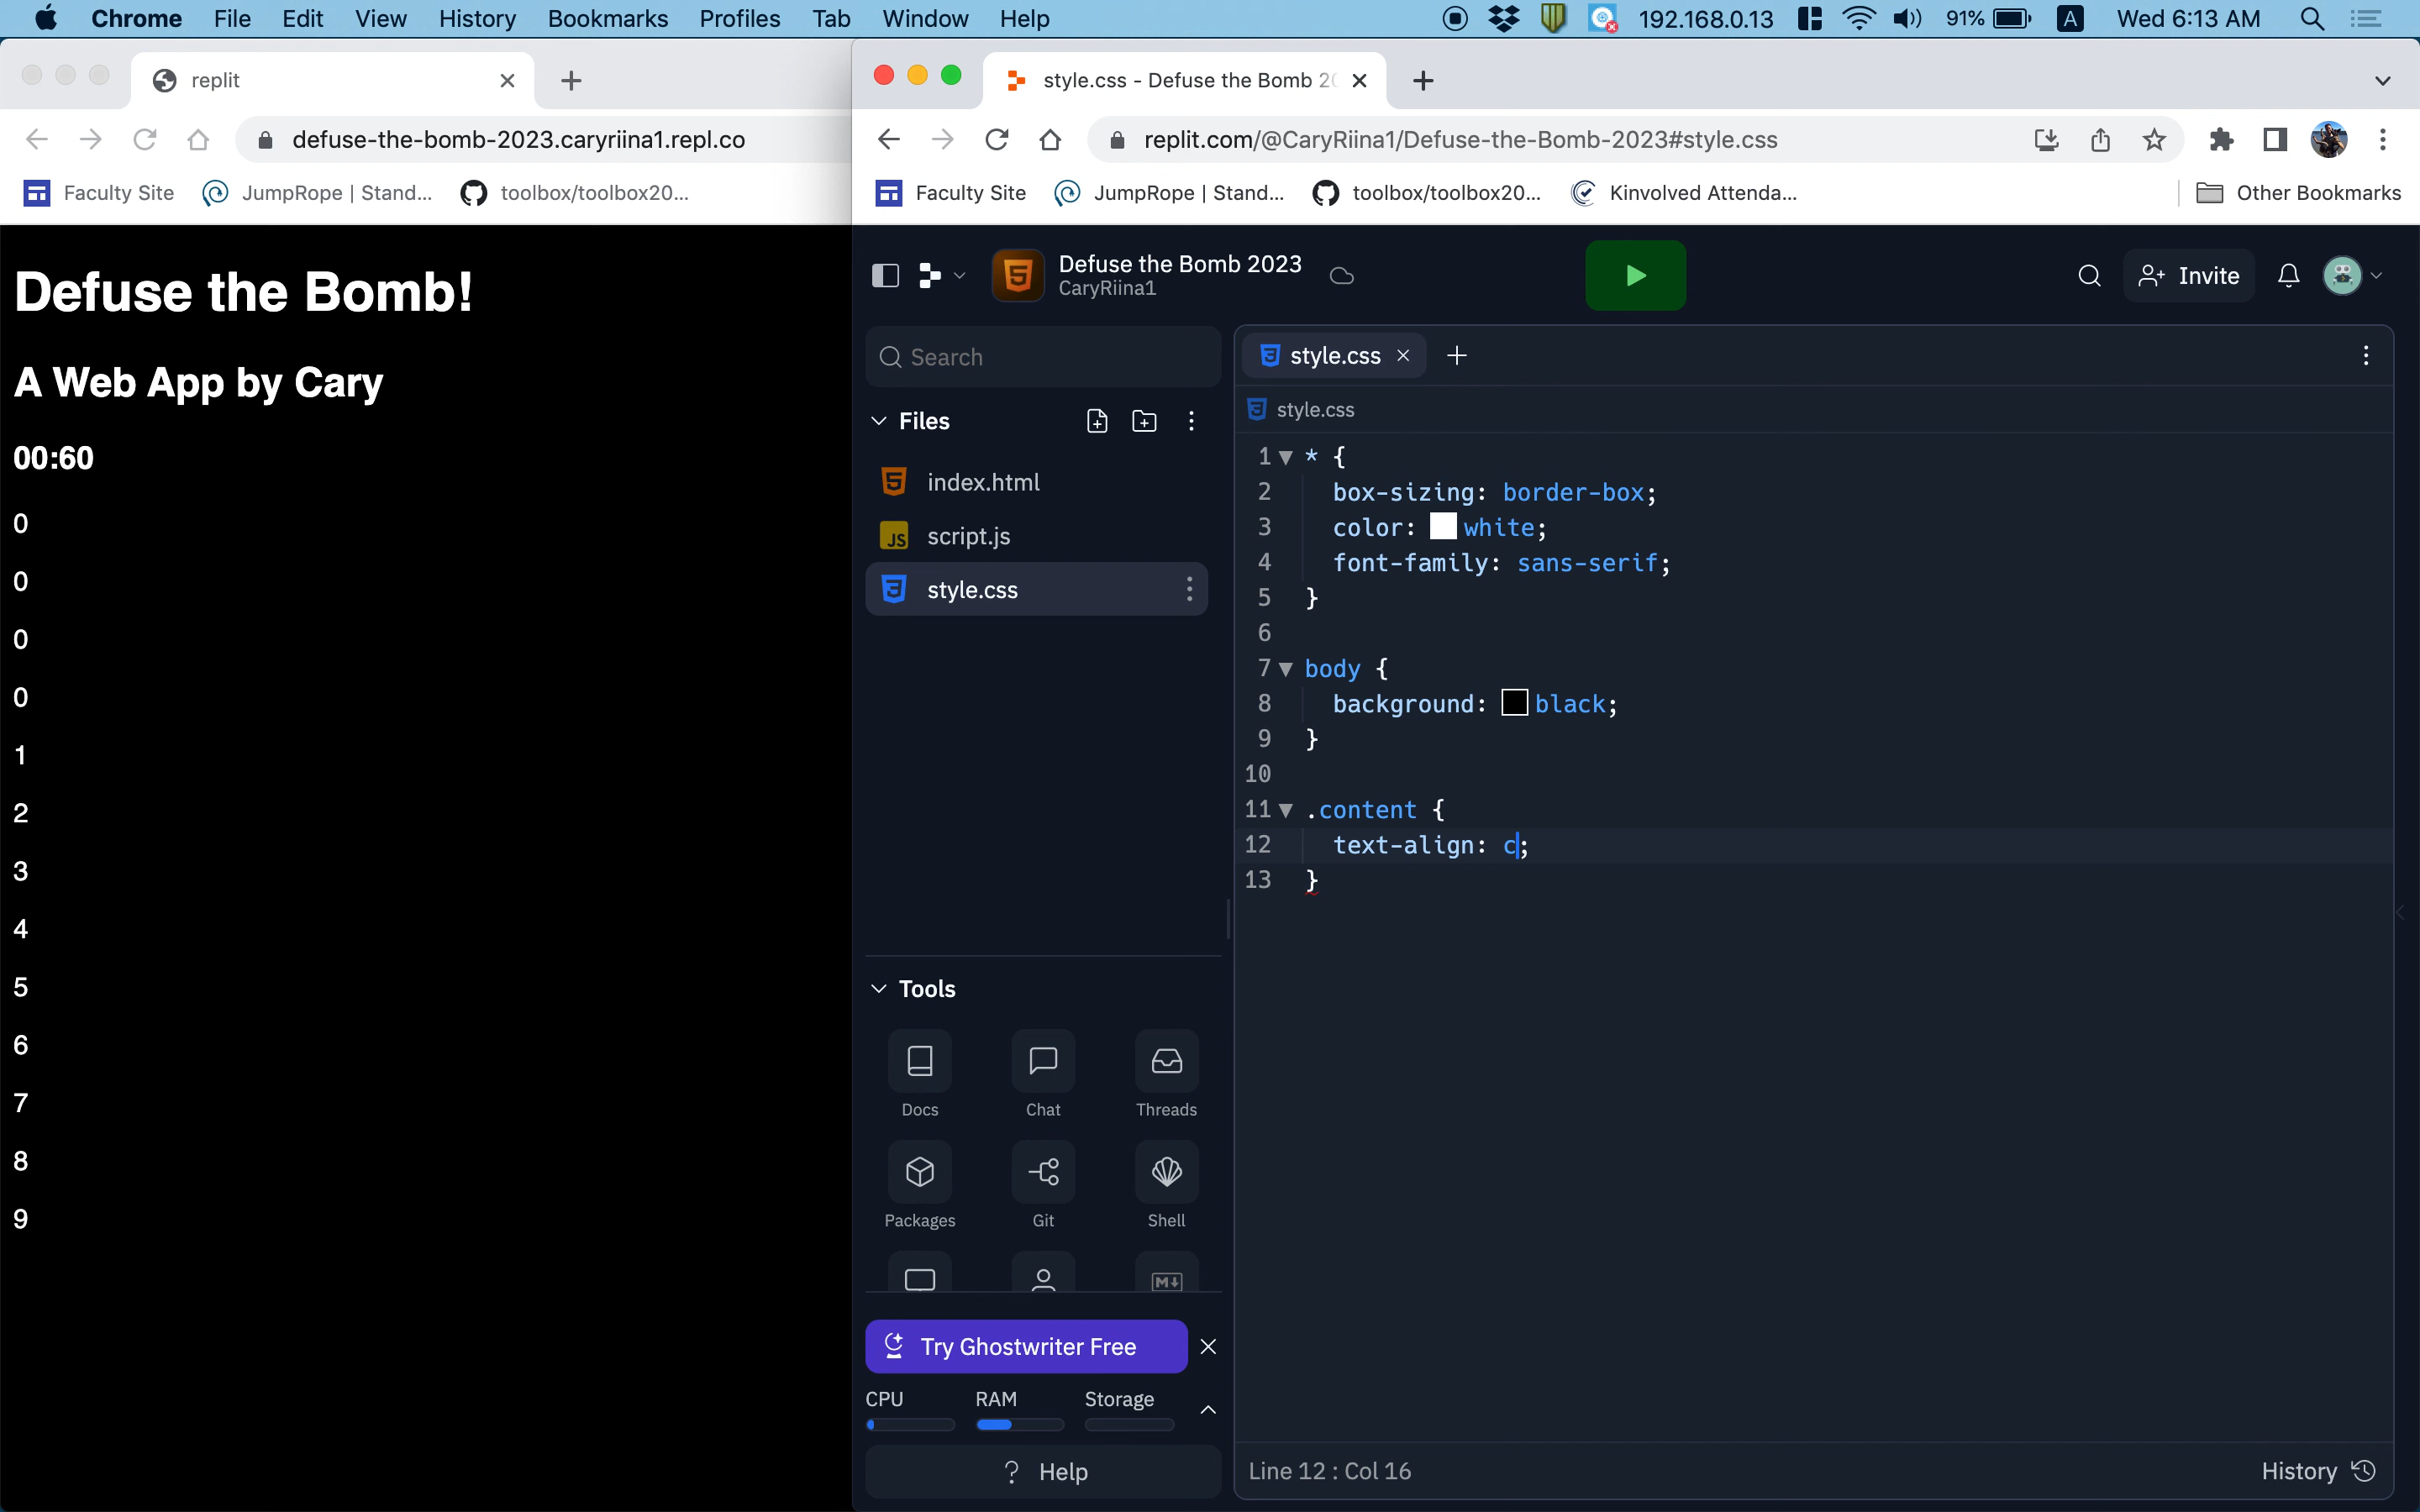 Chrome File Edit View History Bookmarks Profiles Tab Window Help 192.168.0.13 91% A Wed 6:13 AM
replit
defuse-the-bomb-2023.caryriina1.repl.co
Faculty Site JumpRope | Stand... toolbox/toolbox20...
Defuse the Bomb!
A Web App by Cary
00:60
0
0
0
0
1
2
3
4
5
6
7
8
9
style.css - Defuse the Bomb 20
replit.com/@CaryRiina1/Defuse-the-Bomb-2023#style.css
Faculty Site JumpRope | Stand... toolbox/toolbox20... Kinvolved Attenda... Other Bookmarks
Defuse the Bomb 2023
CaryRiina1
Invite
Search
Files
index.html
JS script.js
style.css
Tools
Docs Chat Threads
Packages Git Shell
M
Try Ghostwriter Free
CPU RAM Storage
? Help
style.css
style.css
1 * {
2 box-sizing: border-box;
3 color: white;
4 font-family: sans-serif;
5 }
6
7 body {
8 background: black;
9 }
10
11 .content {
12 text-align: c;
13 }
Line 12 : Col 16
History